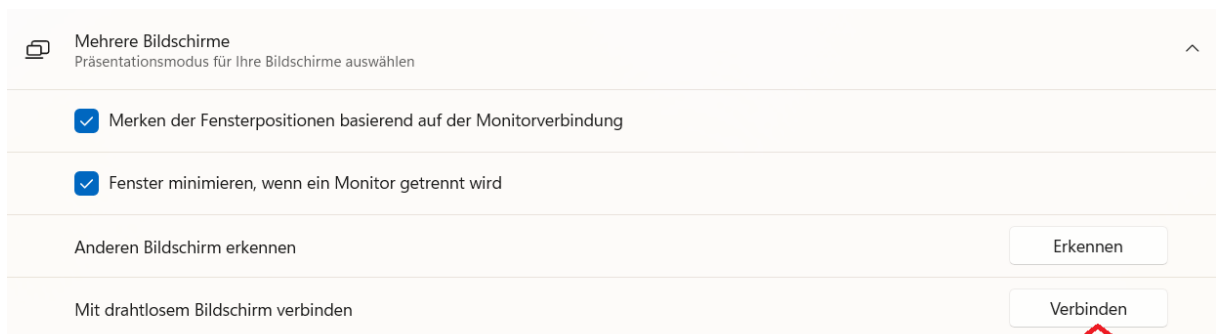 Mehrere Bildschirme
Präsentationsmodus für Ihre Bildschirme auswählen
Merken der Fensterpositionen basierend auf der Monitorverbindung
Fenster minimieren, wenn ein Monitor getrennt wird
Anderen Bildschirm erkennen
Erkennen
Mit drahtlosem Bildschirm verbinden
Verbinden